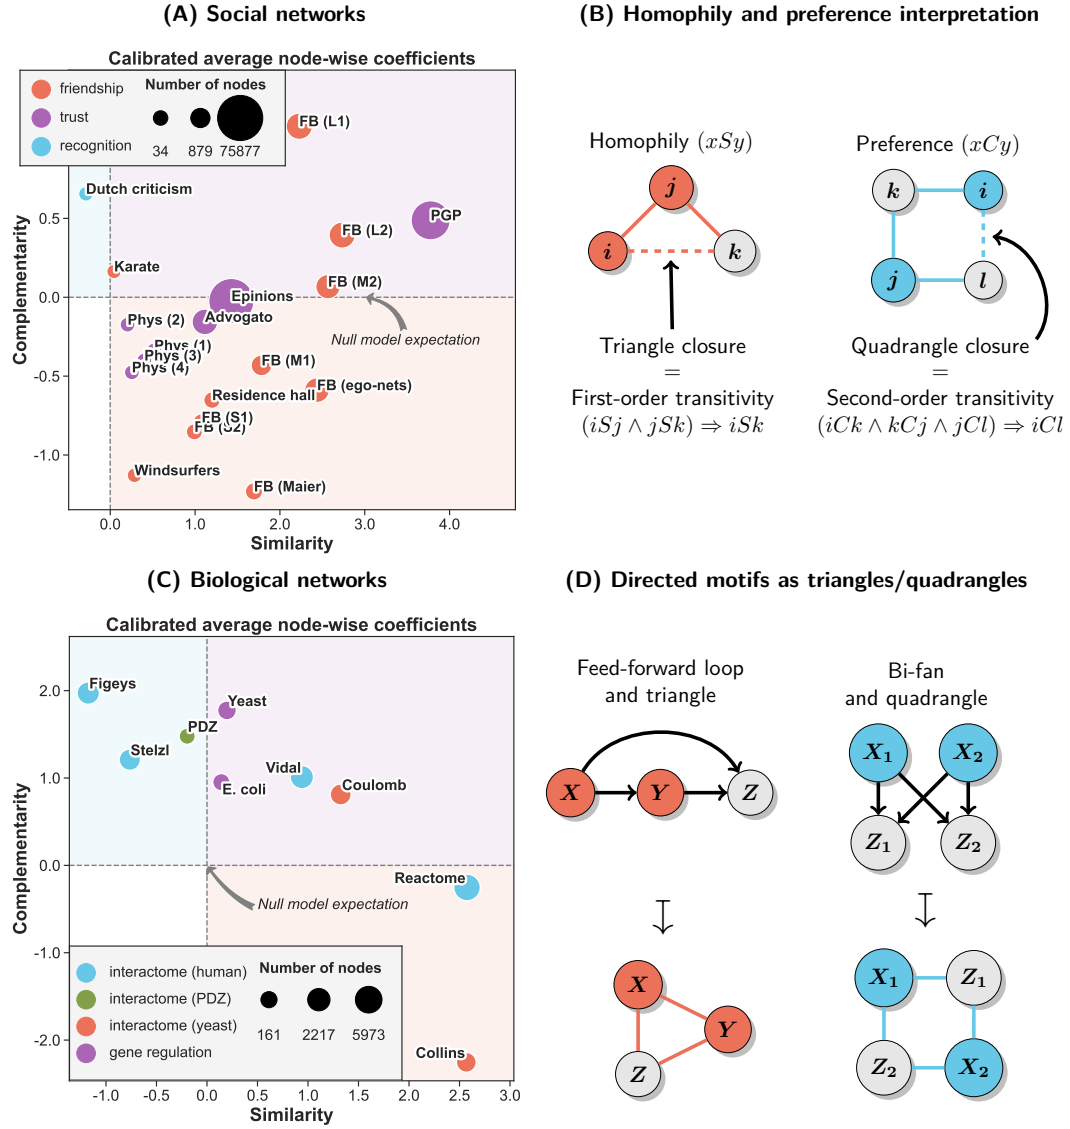 (A) Social networks
Calibrated average node-wise coefficients
friendship
trust
recognition
Number of nodes
34 879 75877
FB (L1)
Dutch criticism
PGP
FB (L2)
Karate
FB (M2)
Epinions
Advogato
Phys (2)
Null model expectation
Phys (1)
Phys (3)
Phys (4)
FB (M1)
FB (ego-nets)
Residence hall
FB (S1)
FB (S2)
Windsurfers
FB (Maier)
0.5
0.0
-0.5
-1.0
Complementarity
0.0 1.0 2.0 3.0 4.0
Similarity
(B) Homophily and preference interpretation
Homophily (xSy)
j
i
k
Triangle closure
=
First-order transitivity
(iSj ∧ jSk) ⇒ iSk
Preference (xCy)
k
i
j
l
Quadrangle closure
=
Second-order transitivity
(iCk ∧ kCj ∧ jCl) ⇒ iCl
(C) Biological networks
Calibrated average node-wise coefficients
Figeys
Yeast
PDZ
Stelzl
Vidal
E. coli
Coulomb
Reactome
Null model expectation
Collins
interactome (human)
interactome (PDZ)
interactome (yeast)
gene regulation
Number of nodes
161 2217 5973
2.0
1.0
0.0
-1.0
-2.0
Complementarity
-1.0 -0.5 0.0 0.5 1.0 1.5 2.0 2.5 3.0
Similarity
(D) Directed motifs as triangles/quadrangles
Feed-forward loop
and triangle
X
Y
Z
X
Y
Z
Bi-fan
and quadrangle
X1
X2
Z1
Z2
X1
Z1
Z2
X2